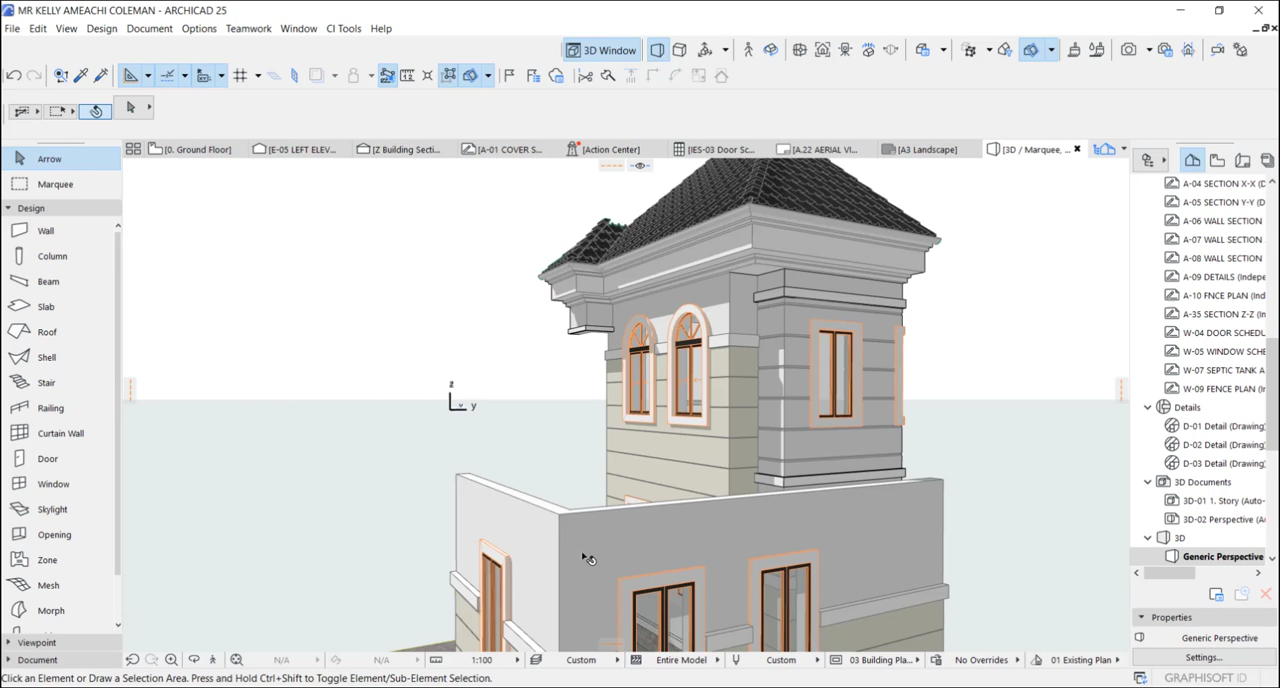 MR KELLY AMEACHI COLEMAN - ARCHICAD 25
File Edit View Design Document Options Teamwork Window CI Tools Help
3D Window
[0. Ground Floor] [E-05 LEFT ELEV... [Z Building Secti... [A-01 COVER S... [Action Center] [IES-03 Door Sc... [A.22 AERIAL VI... [A3 Landscape] [3D / Marquee, ...
Arrow
Marquee
Design
Wall
Column
Beam
Slab
Roof
Shell
Stair
Railing
Curtain Wall
Door
Window
Skylight
Opening
Zone
Mesh
Morph
Viewpoint
Document
z
y
A-04 SECTION X-X (D
A-05 SECTION Y-Y (D
A-06 WALL SECTION
A-07 WALL SECTION
A-08 WALL SECTION
A-09 DETAILS (Indepe
A-10 FNCE PLAN (Ind
A-35 SECTION Z-Z (I
W-04 DOOR SCHEDU
W-05 WINDOW SCHE
W-07 SEPTIC TANK A
W-09 FENCE PLAN (I
Details
D-01 Detail (Drawing
D-02 Detail (Drawing
D-03 Detail (Drawing
3D Documents
3D-01 1. Story (Auto-
3D-02 Perspective (A
3D
Generic Perspective
Properties
Generic Perspective
Settings...
N/A N/A 1:100 Custom Entire Model Custom 03 Building Pla... No Overrides 01 Existing Plan
Click an Element or Draw a Selection Area. Press and Hold Ctrl+Shift to Toggle Element/Sub-Element Selection.
GRAPHISOFT ID